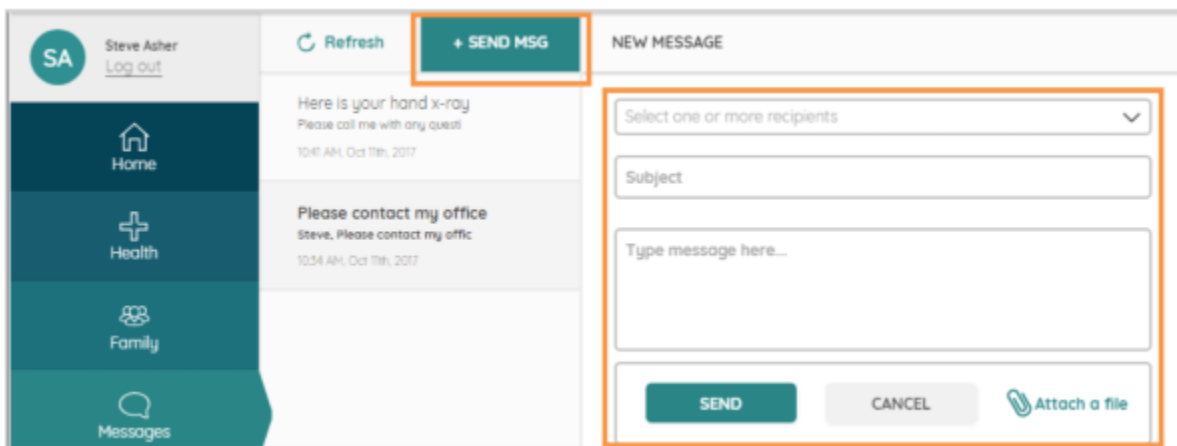 SA
Steve Asher
Log out
Home
Health
Family
Messages
Refresh
+ SEND MSG
Here is your hand x-ray
Please call me with any questi
10:41 AM, Oct 11th, 2017
Please contact my office
Steve, Please contact my offic
10:34 AM, Oct 11th, 2017
NEW MESSAGE
Select one or more recipients
Subject
Type message here...
SEND
CANCEL
Attach a file